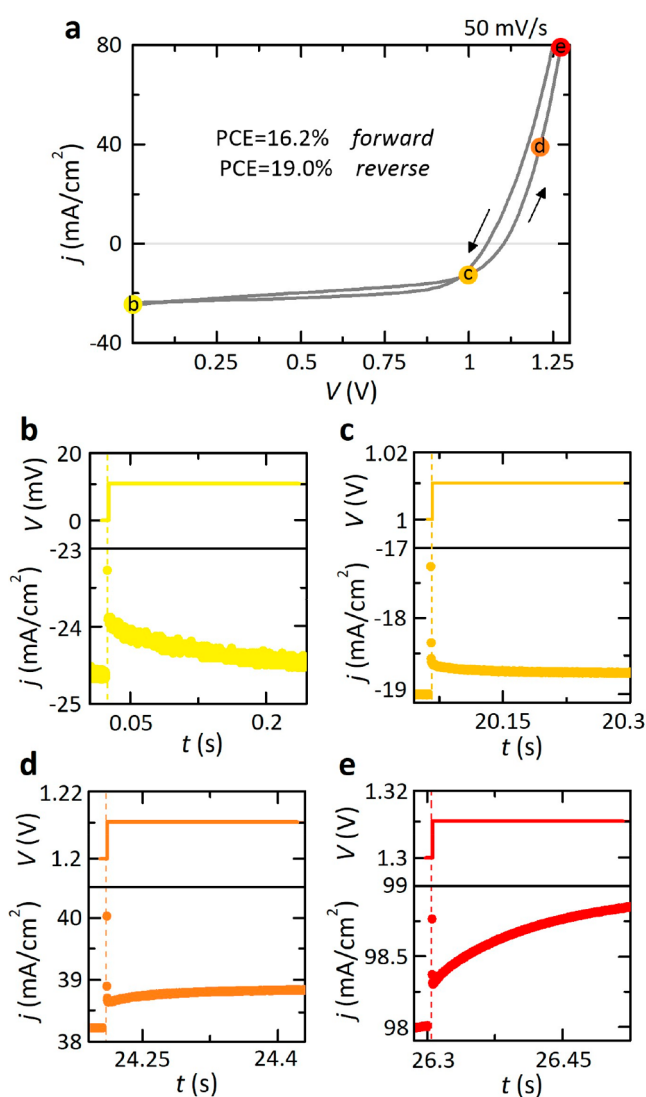 a
50 mV/s
80
40
0
-40
j (mA/cm²)
PCE=16.2% forward
PCE=19.0% reverse
b
c
d
e
0.25 0.5 0.75 1 1.25
V (V)
b
20
0
V (mV)
-23
-24
-25
j (mA/cm²)
0.05 0.2
t (s)
c
1.02
1
V (V)
-17
-18
-19
j (mA/cm²)
20.15 20.3
t (s)
d
1.22
1.2
V (V)
40
39
38
j (mA/cm²)
24.25 24.4
t (s)
e
1.32
1.3
V (V)
99
98.5
98
j (mA/cm²)
26.3 26.45
t (s)